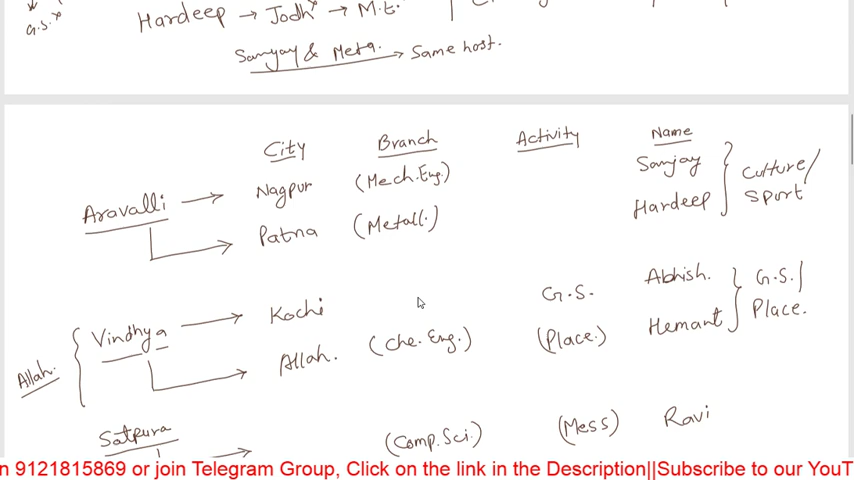 G.S.* Hardeep → Jodh* → M.t.
Sanjay & Meta. → Same host.
City Branch Activity Name
Aravalli → Nagpur (Mech.Eng.) Sanjay } Culture/
→ Patna (Metall.) Hardeep } Sport
Vindhya → Kochi G.S. Abhish. } G.S./
Allah. { → Allah. (Che. Eng.) (Place.) Hemant } Place.
Satpura → (Comp.Sci.) (Mess) Ravi
n 9121815869 or join Telegram Group, Click on the link in the Description||Subscribe to our YouT